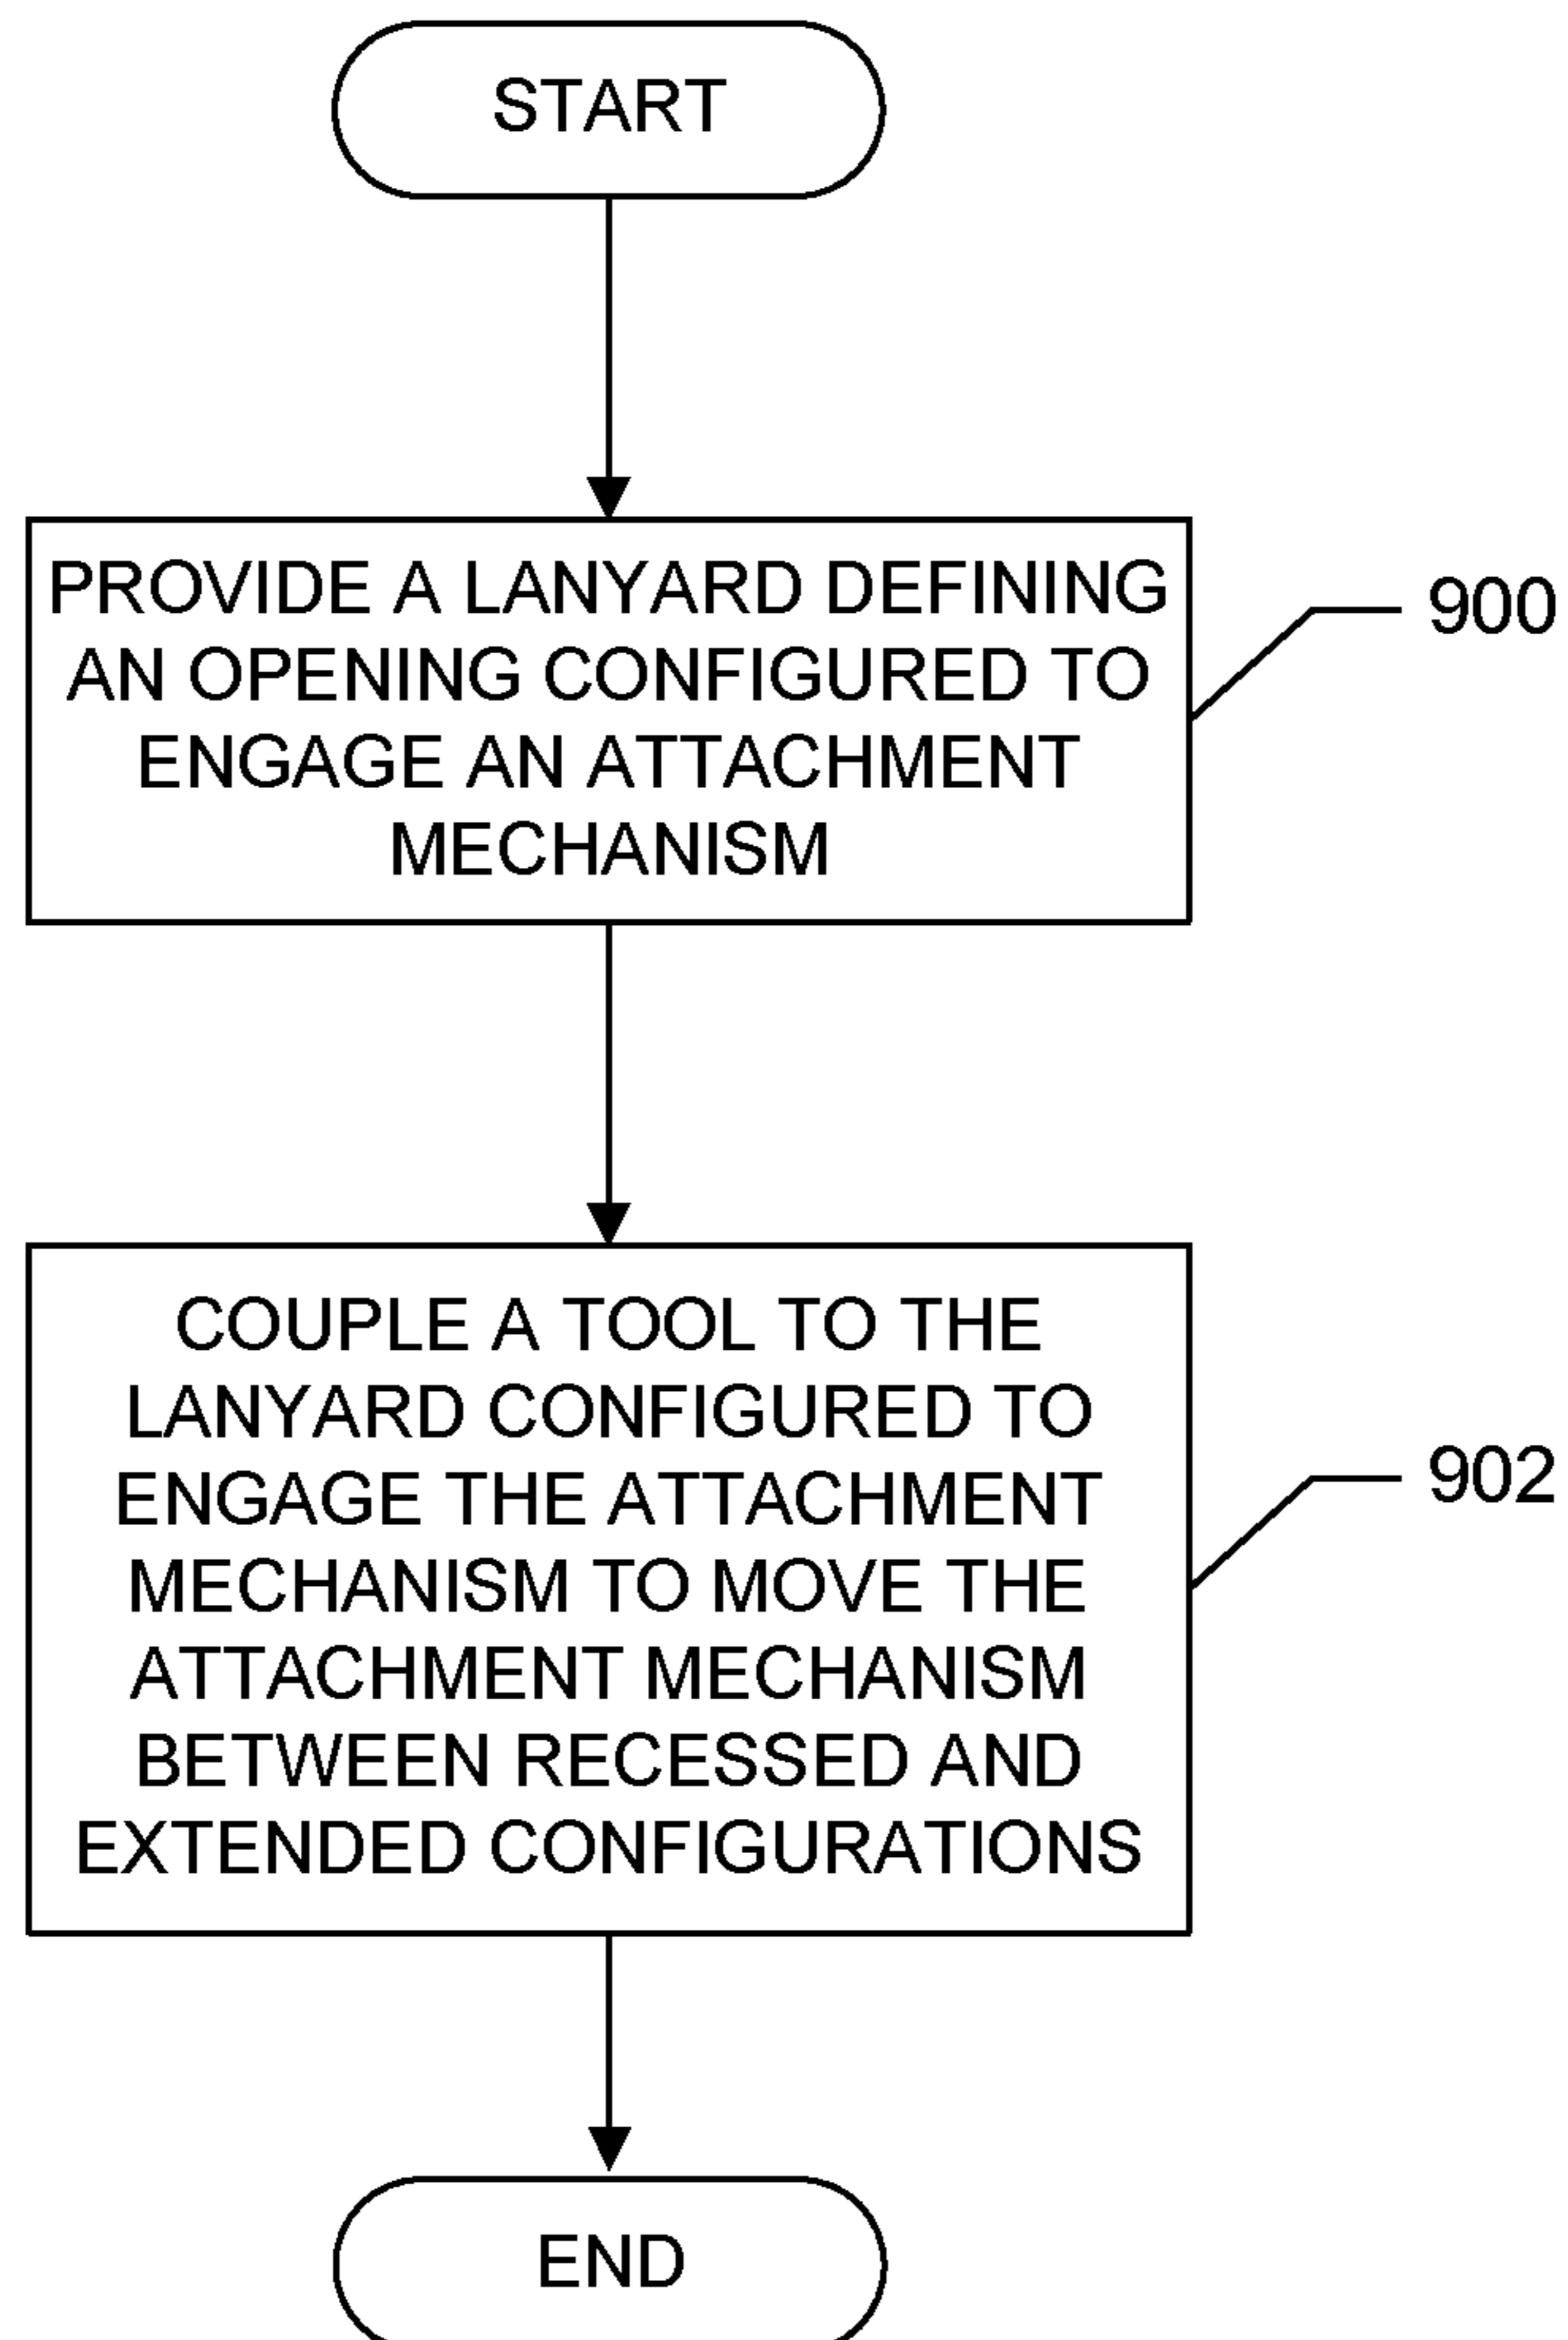 START
PROVIDE A LANYARD DEFINING
AN OPENING CONFIGURED TO
ENGAGE AN ATTACHMENT
MECHANISM
900
COUPLE A TOOL TO THE
LANYARD CONFIGURED TO
ENGAGE THE ATTACHMENT
MECHANISM TO MOVE THE
ATTACHMENT MECHANISM
BETWEEN RECESSED AND
EXTENDED CONFIGURATIONS
902
END